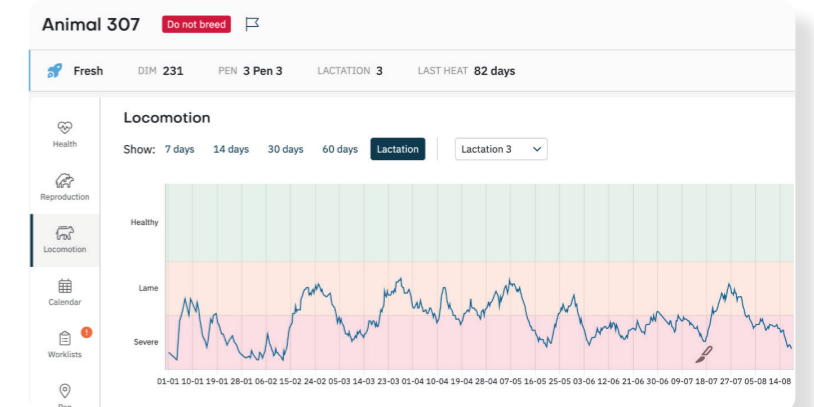 Animal 307 Do not breed
Fresh DIM 231 PEN 3 Pen 3 LACTATION 3 LAST HEAT 82 days
Health
Reproduction
Locomotion
Calendar
Worklists !
Locomotion
Show: 7 days 14 days 30 days 60 days Lactation Lactation 3
Healthy
Lame
Severe
01-01 10-01 19-01 28-01 06-02 15-02 24-02 05-03 14-03 23-03 01-04 10-04 19-04 28-04 07-05 16-05 25-05 03-06 12-06 21-06 30-06 09-07 18-07 27-07 05-08 14-08